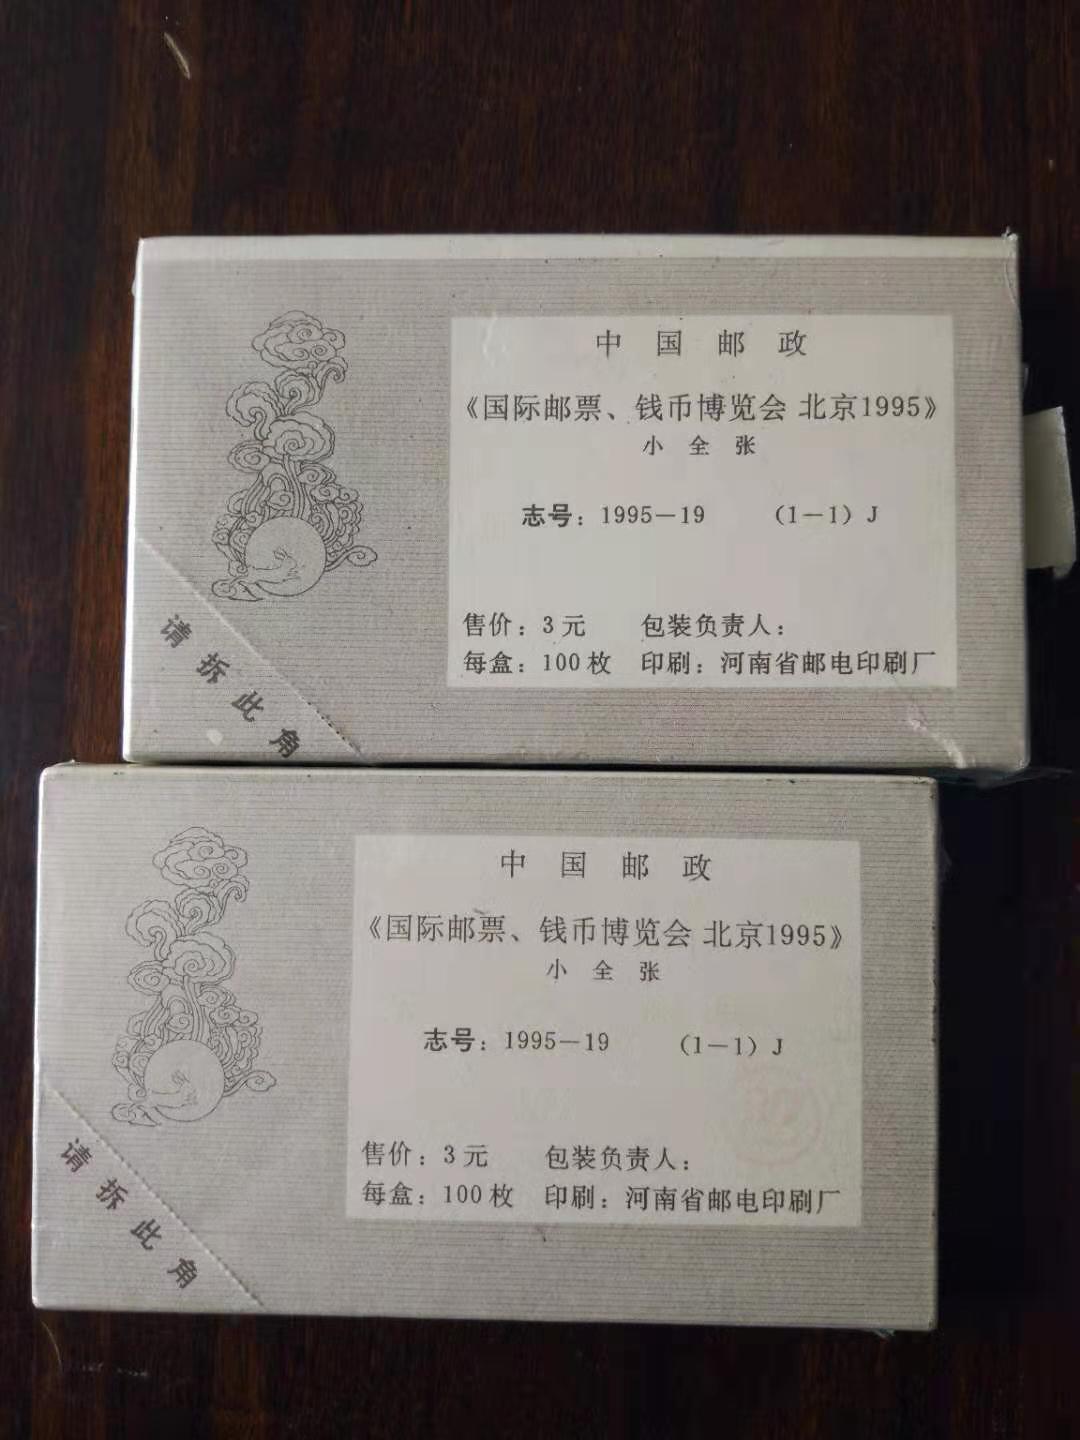 中国邮政
《国际邮票、钱币博览会 北京1995》
小全张
志号：1995－19 （1－1）J
售价：3元 包装负责人：
每盒：100枚 印刷：河南省邮电印刷厂
请拆此角
中国邮政
《国际邮票、钱币博览会 北京1995》
小全张
志号：1995－19 （1－1）J
售价：3元 包装负责人：
每盒：100枚 印刷：河南省邮电印刷厂
请拆此角